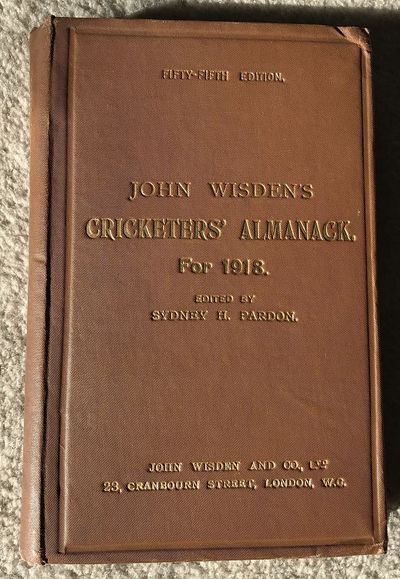 FIFTY-FIFTH EDITION.
JOHN WISDEN'S
CRICKETERS' ALMANACK.
For 1918.
EDITED BY
SYDNEY H. PARDON.
JOHN WISDEN AND CO., LTD
23, CRANBOURN STREET, LONDON, W.C.